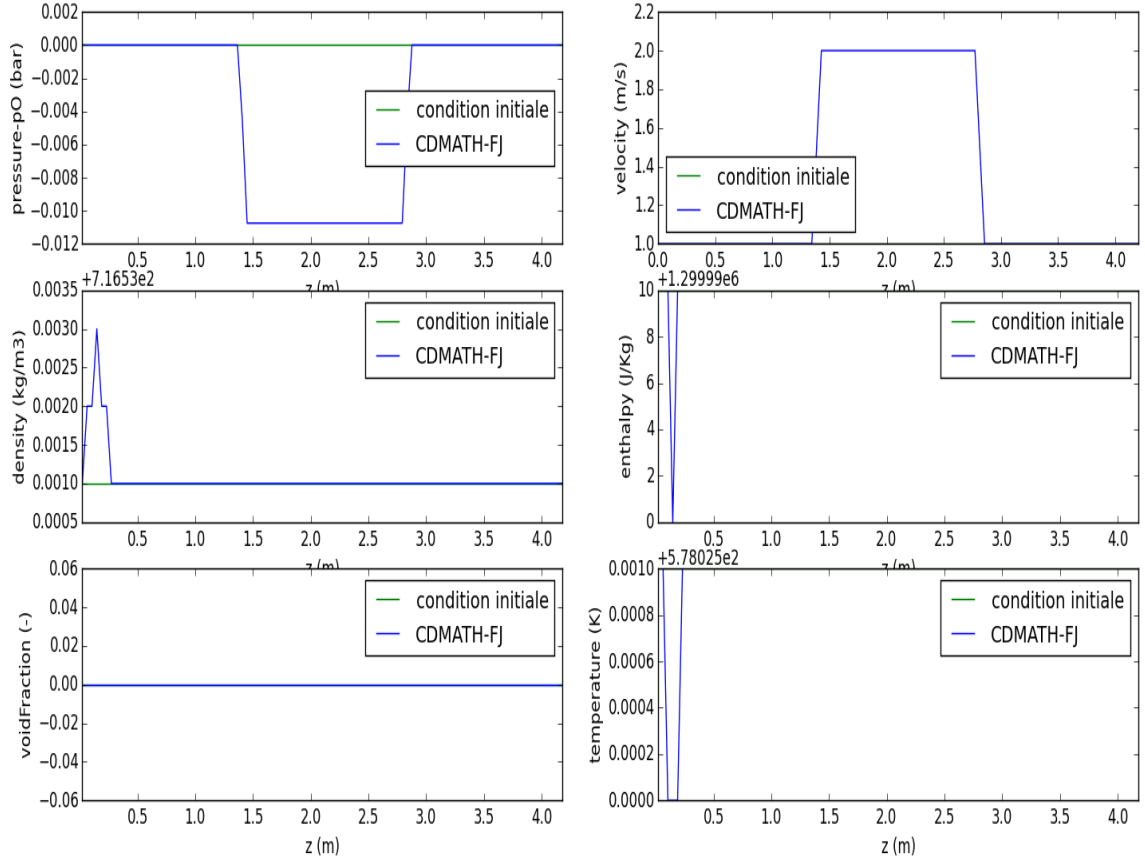 0.002
0.000
−0.002
−0.004
−0.006
−0.008
−0.010
−0.012
pressure-pO (bar)
condition initiale
CDMATH-FJ
0.5 1.0 1.5 2.0 2.5 3.0 3.5 4.0
z (m)
2.2
2.0
1.8
1.6
1.4
1.2
1.0
velocity (m/s)
condition initiale
CDMATH-FJ
0.0 0.5 1.0 1.5 2.0 2.5 3.0 3.5 4.0
z (m)
+7.1653e2
0.0035
0.0030
0.0025
0.0020
0.0015
0.0010
0.0005
density (kg/m3)
condition initiale
CDMATH-FJ
0.5 1.0 1.5 2.0 2.5 3.0 3.5 4.0
z (m)
+1.29999e6
10
8
6
4
2
0
enthalpy (J/Kg)
condition initiale
CDMATH-FJ
0.5 1.0 1.5 2.0 2.5 3.0 3.5 4.0
z (m)
0.06
0.04
0.02
0.00
−0.02
−0.04
−0.06
voidFraction (-)
condition initiale
CDMATH-FJ
0.5 1.0 1.5 2.0 2.5 3.0 3.5 4.0
z (m)
+5.78025e2
0.0010
0.0008
0.0006
0.0004
0.0002
0.0000
temperature (K)
condition initiale
CDMATH-FJ
0.5 1.0 1.5 2.0 2.5 3.0 3.5 4.0
z (m)